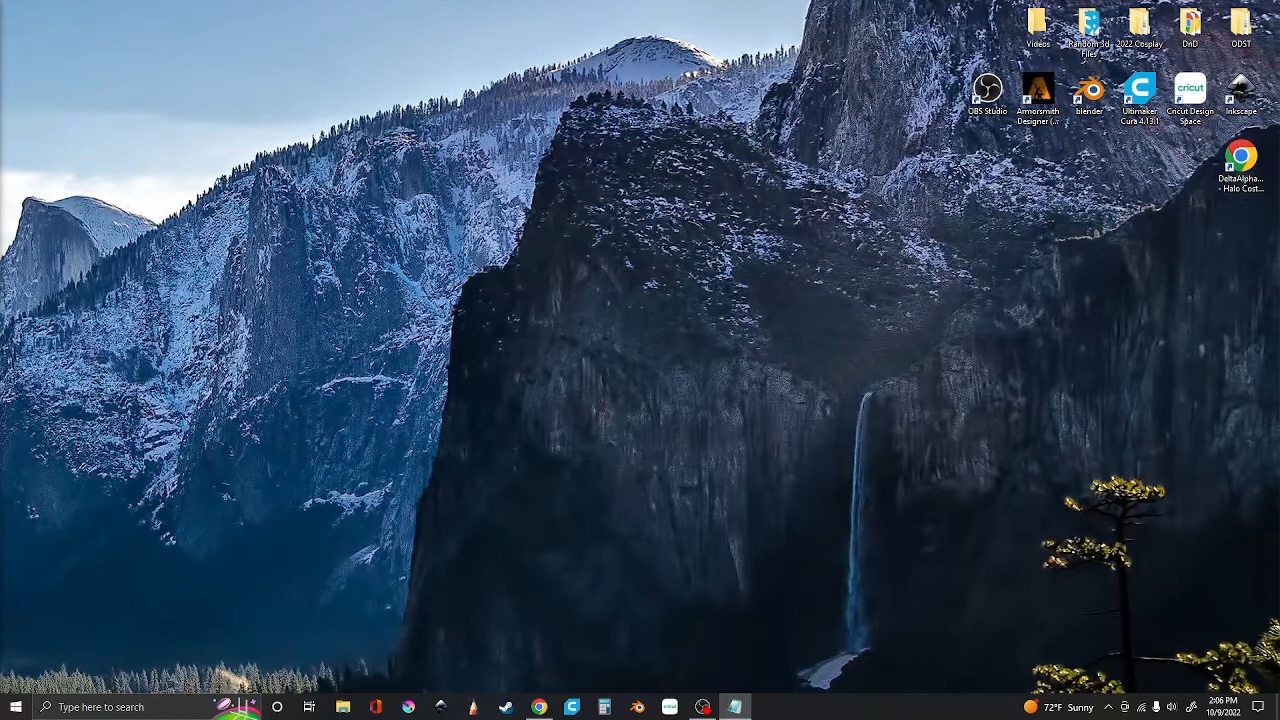 Videos
Random 3d
Files
2022 Cosplay
DnD
ODST
OBS Studio
Armorsmith
Designer (...
blender
Ultimaker
Cura 4.13.1
cricut
Cricut Design
Space
Inkscape
DeltaAlpha...
- Halo Cost...
Type here to search
72°F Sunny
2:06 PM
10/9/2022